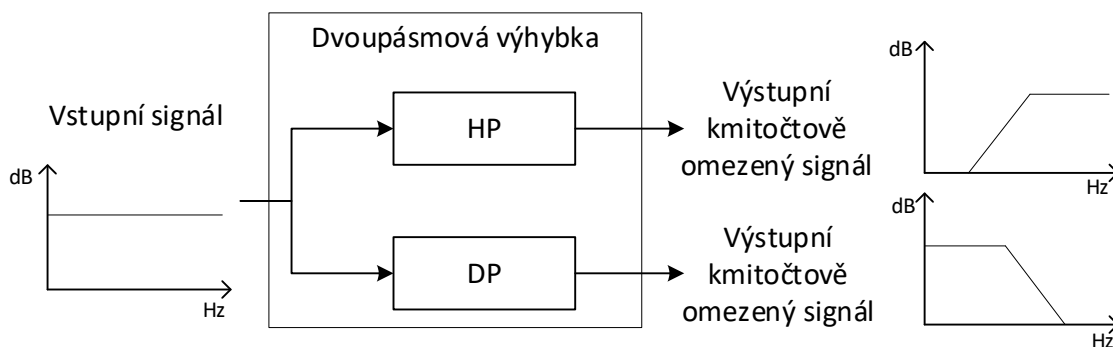 Dvoupásmová výhybka
Vstupní signál
dB
Hz
HP
DP
Výstupní
kmitočtově
omezený signál
dB
Hz
Výstupní
kmitočtově
omezený signál
dB
Hz